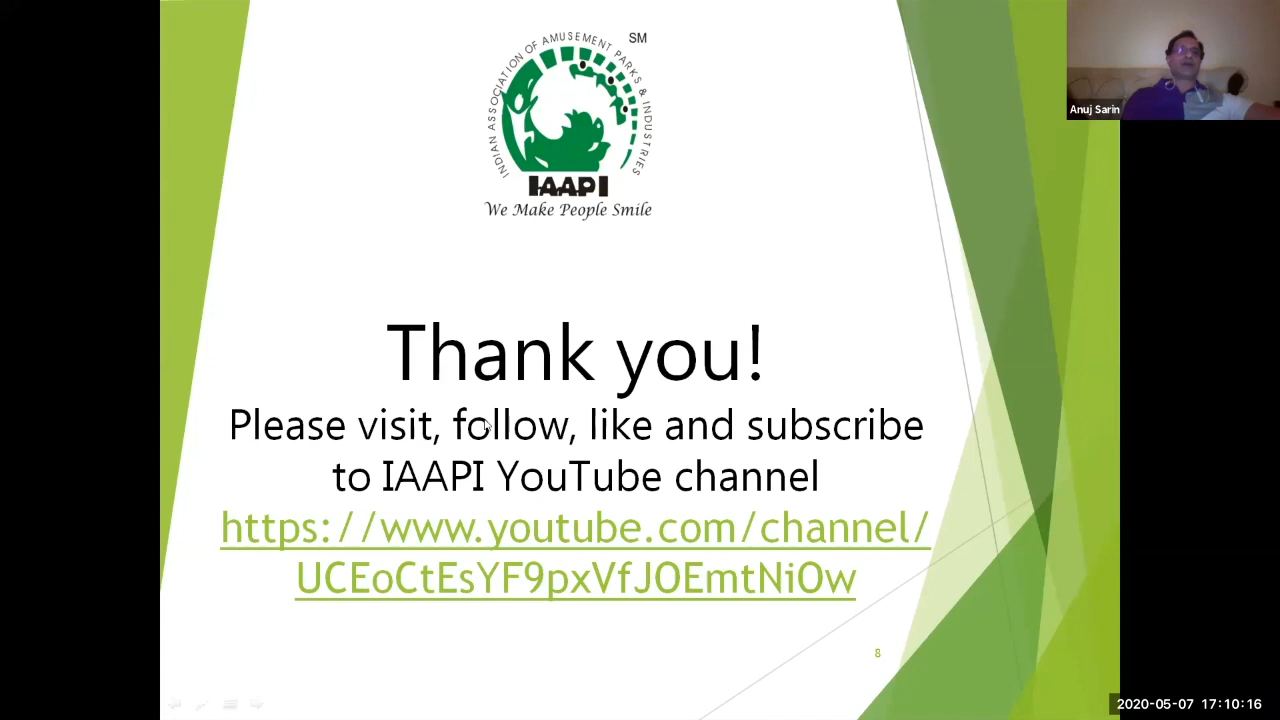 INDIAN ASSOCIATION OF AMUSEMENT PARKS & INDUSTRIES
SM
IAAPI
We Make People Smile
Anuj Sarin
Thank you!
Please visit, follow, like and subscribe
to IAAPI YouTube channel
https://www.youtube.com/channel/
UCEoCtEsYF9pxVfJOEmtNiOw
8
2020-05-07 17:10:16